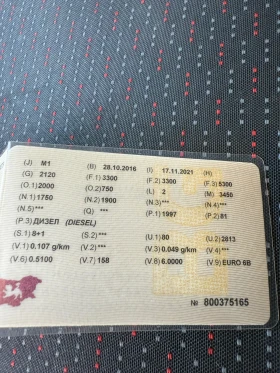 (J) M1 (B) 28.10.2016 (I) 17.11.2021 (H)
(G) 2120 (F.1) 3300 (F.2) 3300 (F.3) 5300
(O.1) 2000 (O.2) 750 (L) 2 (M) 3450
(N.1) 1750 (N.2) 1900 (N.3) *** (N.4) ***
(N.5) *** (Q) *** (P.1) 1997 (P.2) 81
(P.3) ДИЗЕЛ (DIESEL)
(S.1) 8+1 (S.2) *** (U.1) 80 (U.2) 2813
(V.1) 0.107 g/km (V.2) *** (V.3) 0.049 g/km (V.4) ***
(V.6) 0.5100 (V.7) 158 (V.8) 6.0000 (V.9) EURO 6B
№ 800375165